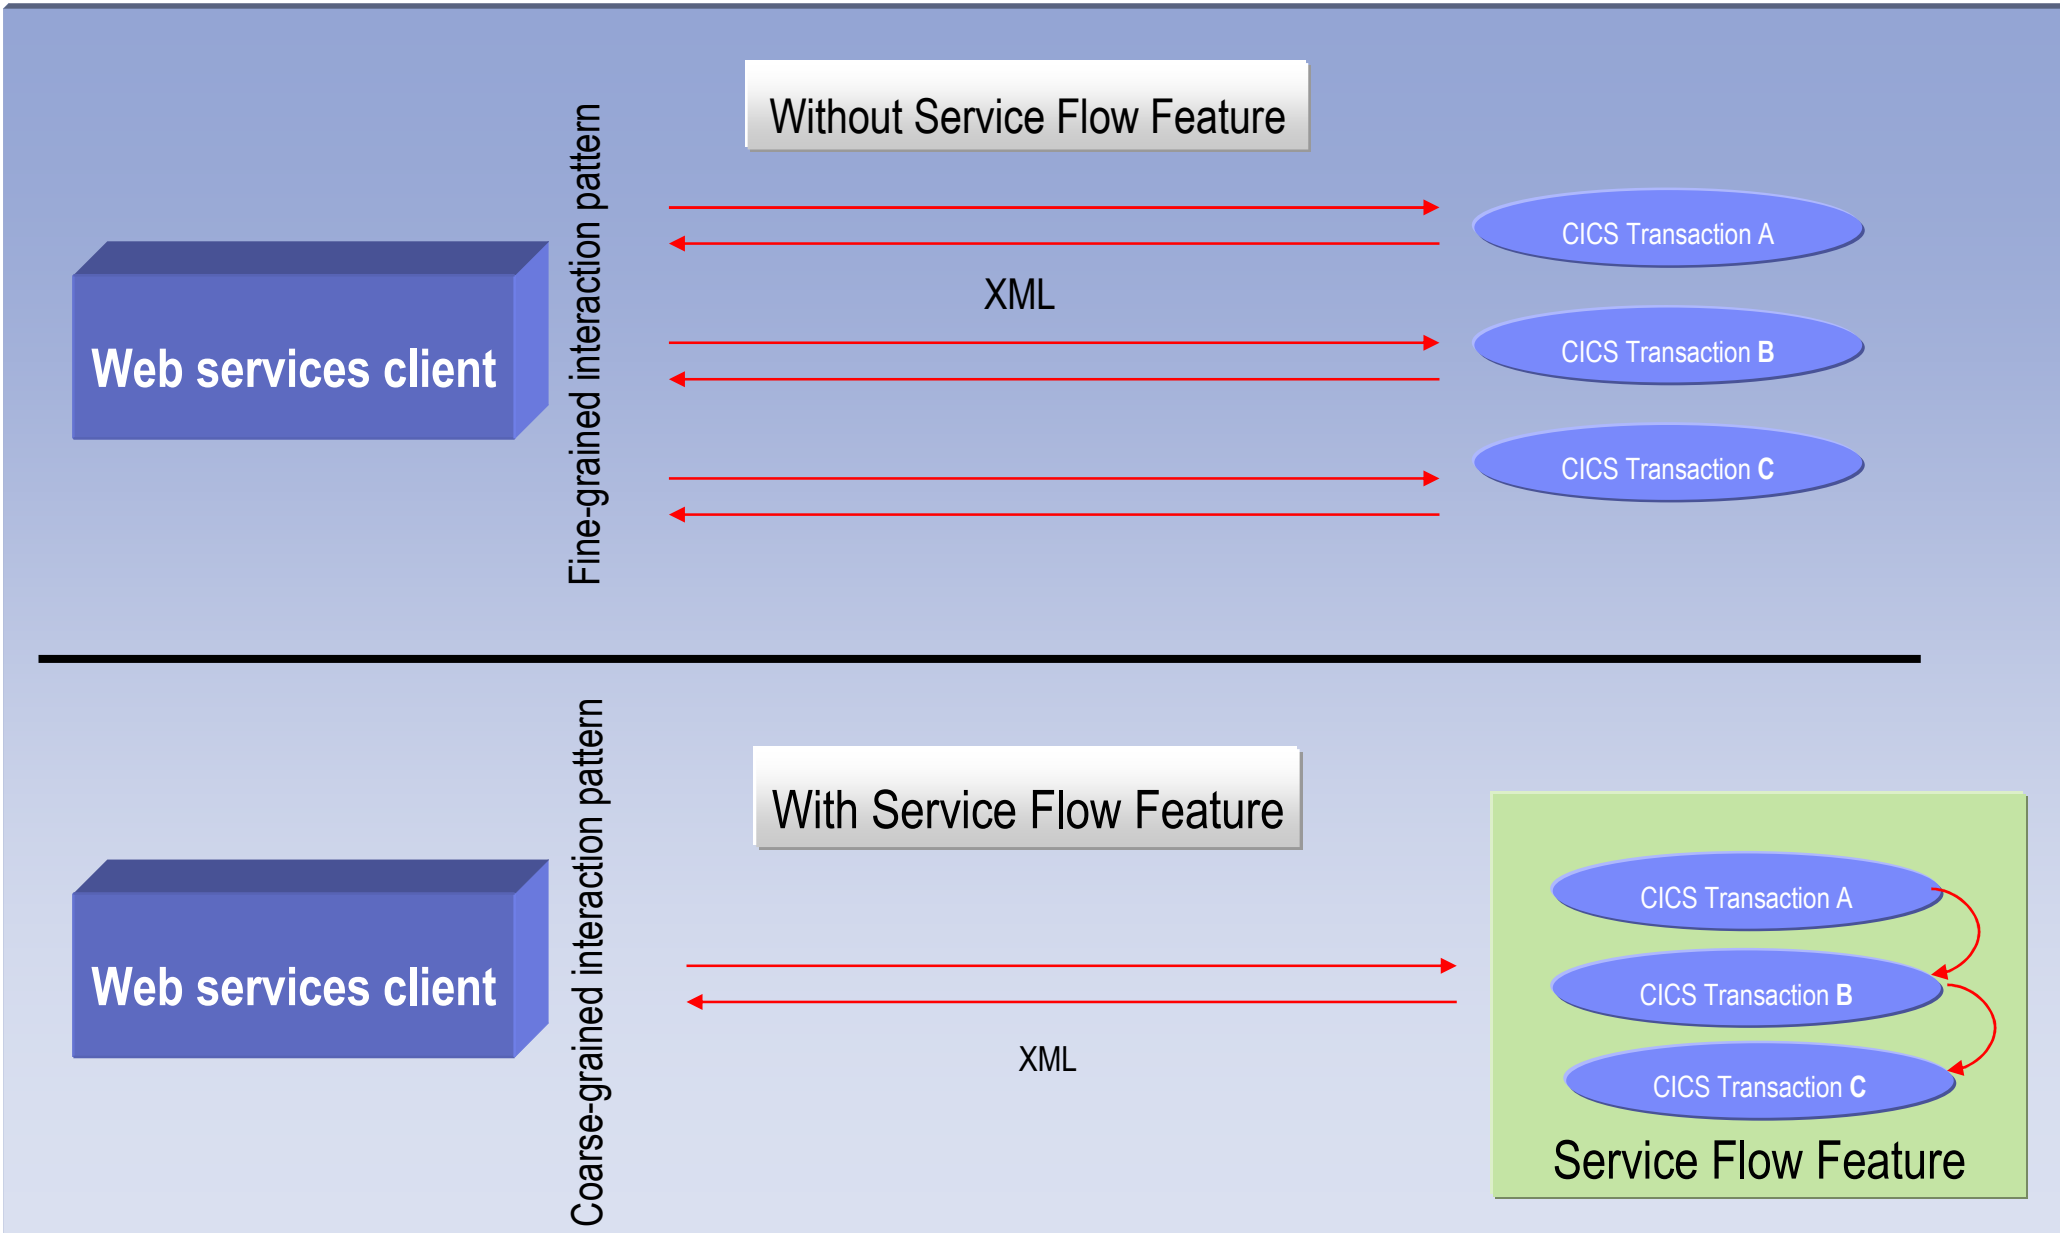 Without Service Flow Feature
Fine-grained interaction pattern
Web services client
XML
CICS Transaction A
CICS Transaction B
CICS Transaction C
With Service Flow Feature
Coarse-grained interaction pattern
Web services client
XML
CICS Transaction A
CICS Transaction B
CICS Transaction C
Service Flow Feature